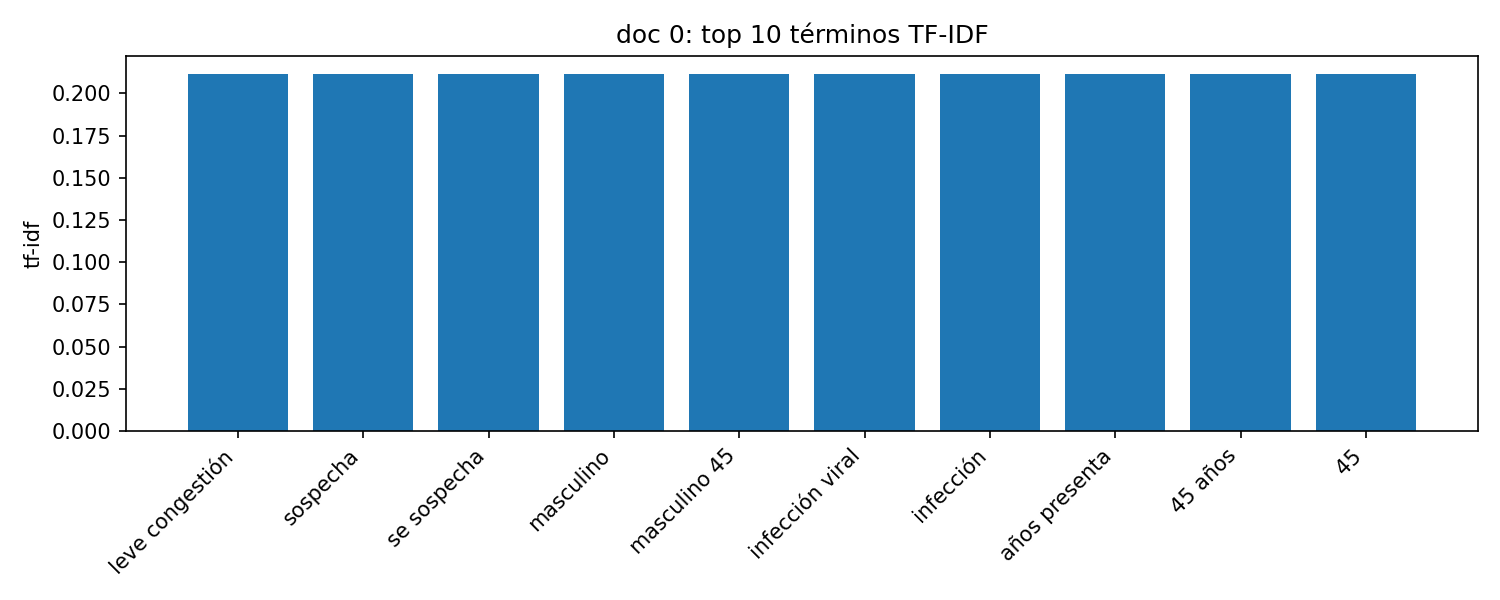 doc 0: top 10 términos TF-IDF
tf-idf
0.200
0.175
0.150
0.125
0.100
0.075
0.050
0.025
0.000
leve congestión
sospecha
se sospecha
masculino
masculino 45
infección viral
infección
años presenta
45 años
45